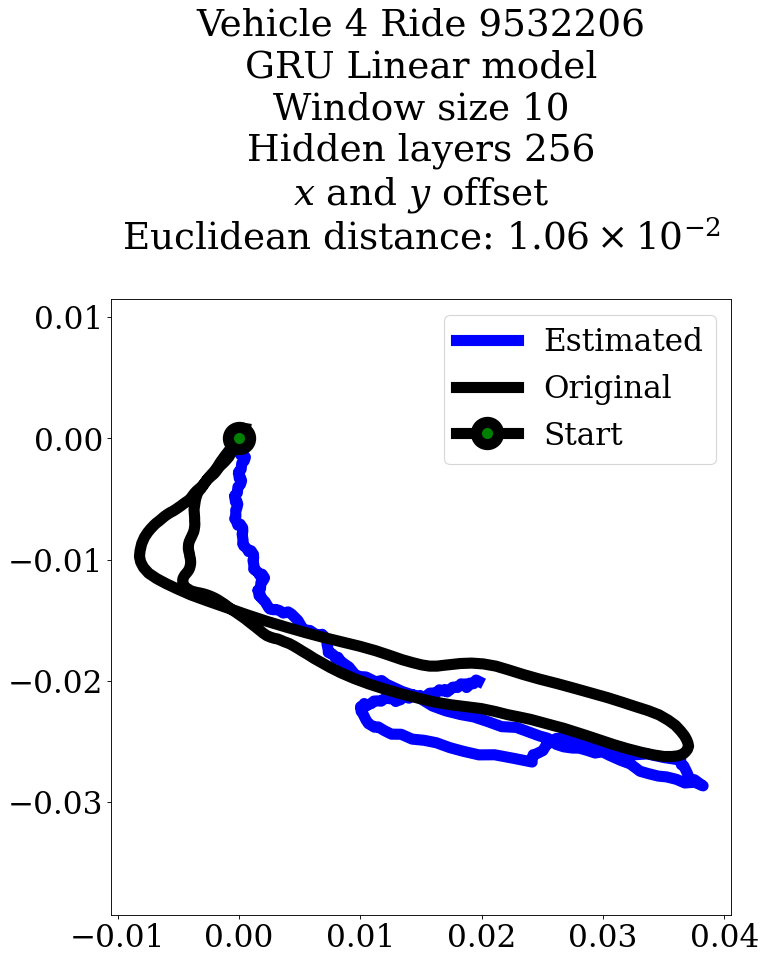 Vehicle 4 Ride 9532206
GRU Linear model
Window size 10
Hidden layers 256
x and y offset
Euclidean distance: 1.06 × 10⁻²
0.01
Estimated
Original
0.00
Start
−0.01
−0.02
−0.03
−0.01 0.00 0.01 0.02 0.03 0.04